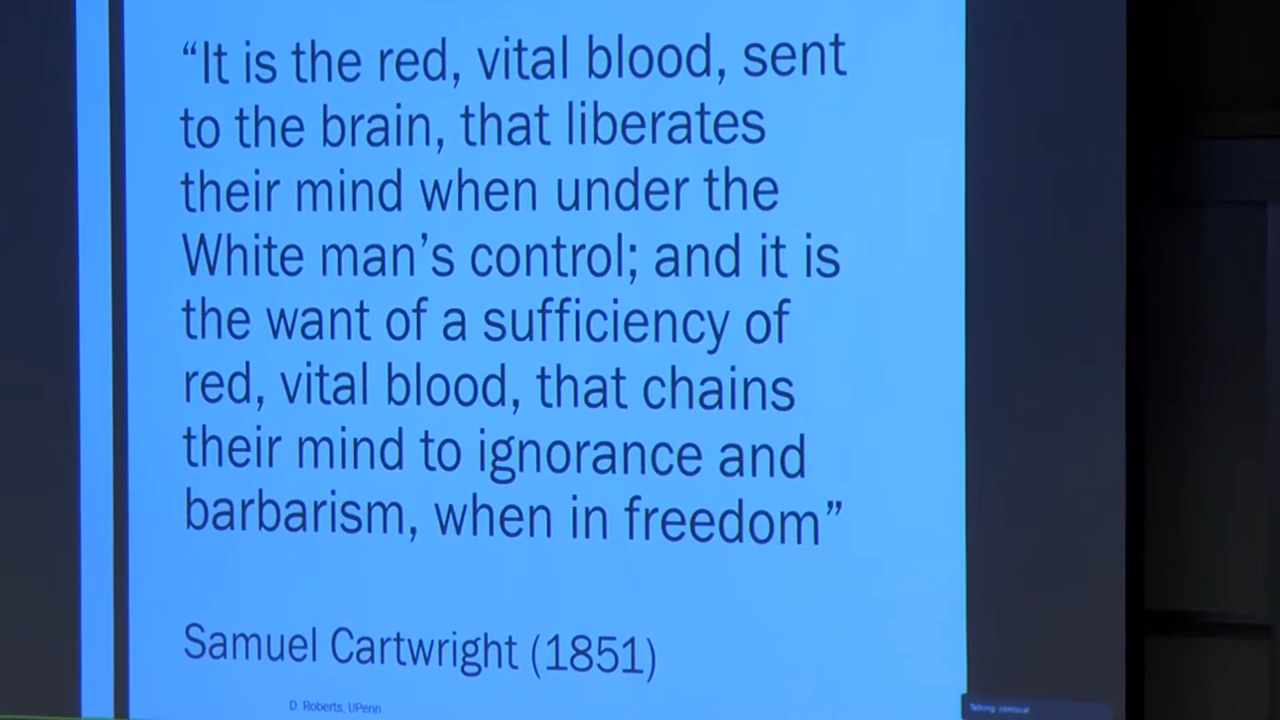 “It is the red, vital blood, sent
to the brain, that liberates
their mind when under the
White man’s control; and it is
the want of a sufficiency of
red, vital blood, that chains
their mind to ignorance and
barbarism, when in freedom”
Samuel Cartwright (1851)
D. Roberts, UPenn
Talking: